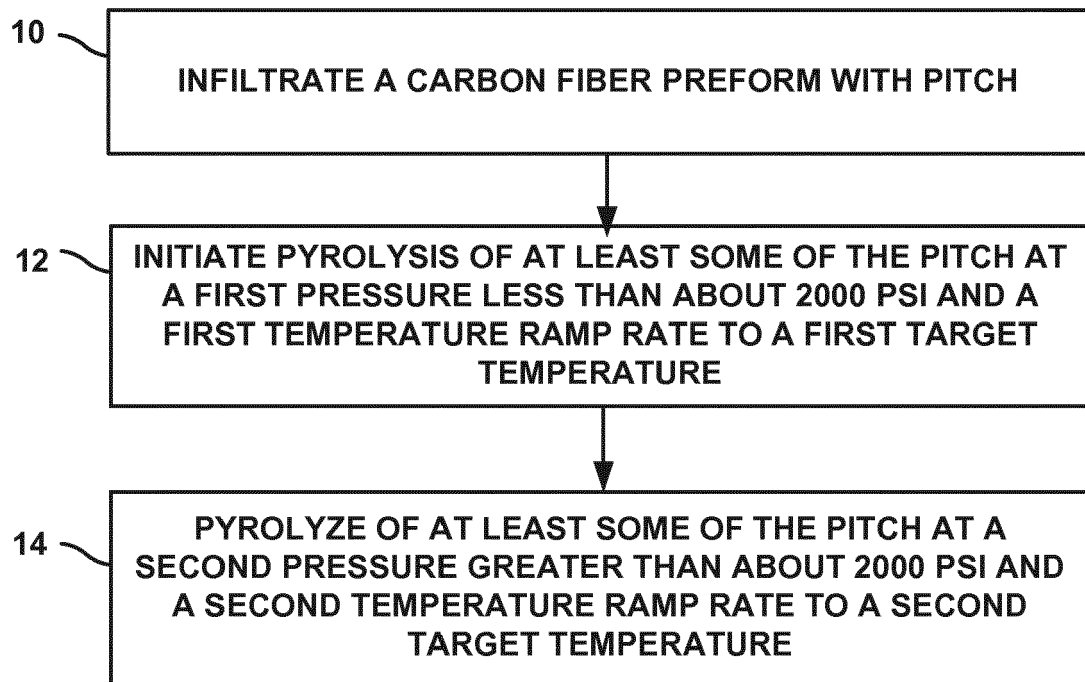 10
INFILTRATE A CARBON FIBER PREFORM WITH PITCH
12
INITIATE PYROLYSIS OF AT LEAST SOME OF THE PITCH AT
A FIRST PRESSURE LESS THAN ABOUT 2000 PSI AND A
FIRST TEMPERATURE RAMP RATE TO A FIRST TARGET
TEMPERATURE
14
PYROLYZE OF AT LEAST SOME OF THE PITCH AT A
SECOND PRESSURE GREATER THAN ABOUT 2000 PSI AND
A SECOND TEMPERATURE RAMP RATE TO A SECOND
TARGET TEMPERATURE